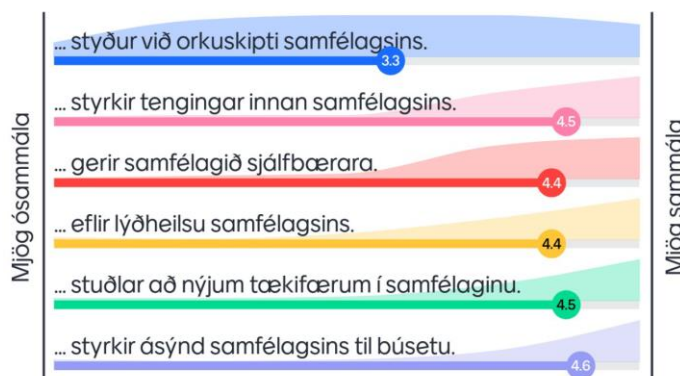 ... styður við orkuskipti samfélagsins.
3.3
... styrkir tengingar innan samfélagsins.
4.5
... gerir samfélagið sjálfbærara.
4.4
... eflir lýðheilsu samfélagsins.
4.4
... stuðlar að nýjum tækifærum í samfélaginu.
4.5
... styrkir ásýnd samfélagsins til búsetu.
4.6
Mjög ósammála
Mjög sammála